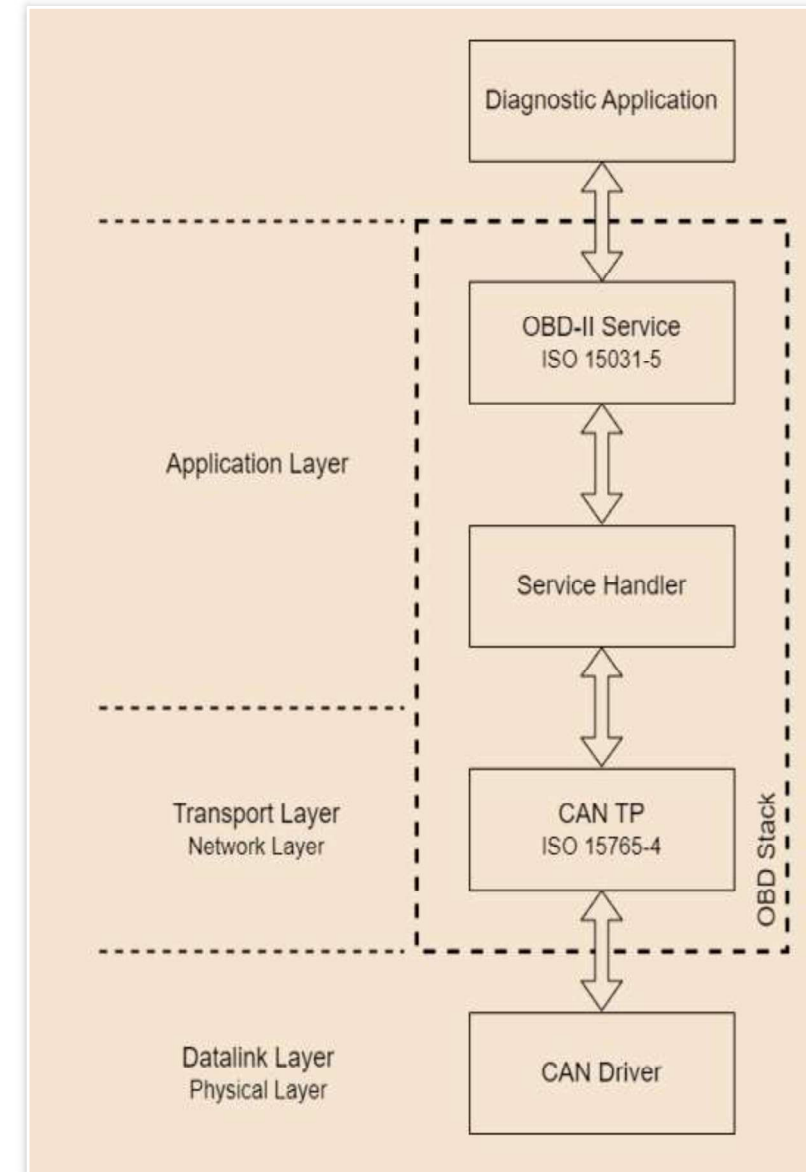 Diagnostic Application
OBD-II Service
ISO 15031-5
Application Layer
Service Handler
Transport Layer
Network Layer
CAN TP
ISO 15765-4
OBD Stack
Datalink Layer
Physical Layer
CAN Driver